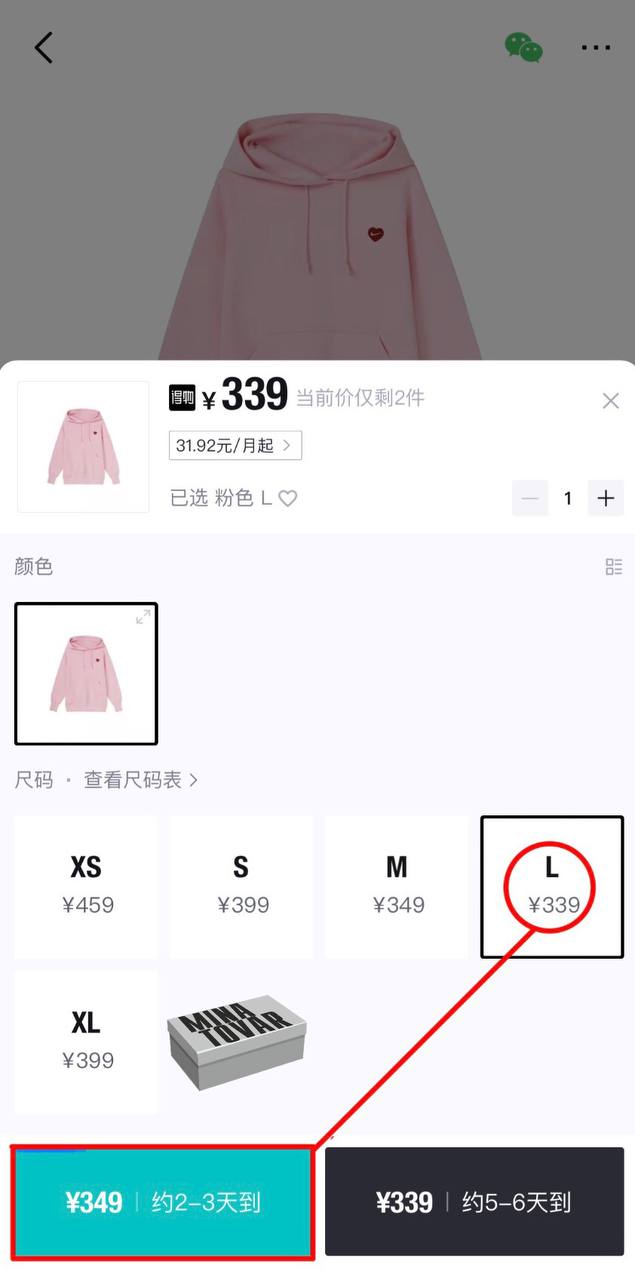 得物 ¥339 当前价仅剩2件
31.92元/月起 >
已选 粉色 L
1
颜色
尺码 · 查看尺码表 >
XS S M L
¥459 ¥399 ¥349 ¥339
XL
¥399
MINA
TOVAR
¥349 | 约2-3天到 ¥339 | 约5-6天到